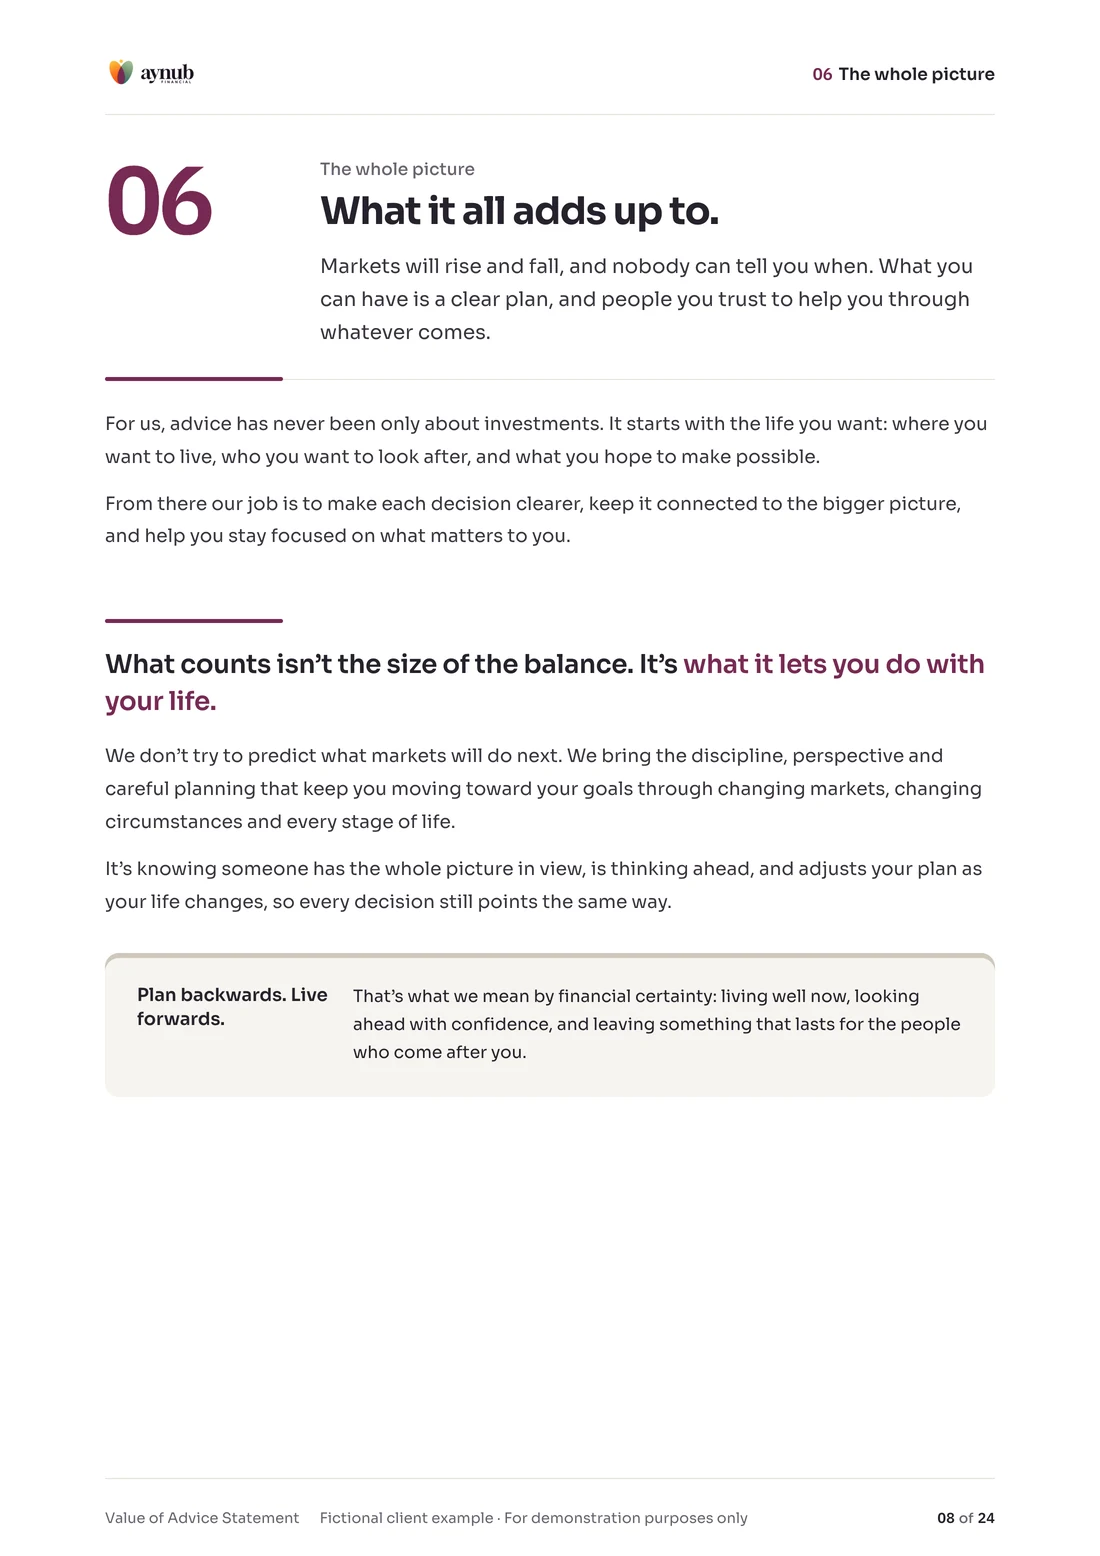 aynub
FINANCIAL
06 The whole picture
06
The whole picture
What it all adds up to.
Markets will rise and fall, and nobody can tell you when. What you
can have is a clear plan, and people you trust to help you through
whatever comes.
For us, advice has never been only about investments. It starts with the life you want: where you
want to live, who you want to look after, and what you hope to make possible.
From there our job is to make each decision clearer, keep it connected to the bigger picture,
and help you stay focused on what matters to you.
What counts isn’t the size of the balance. It’s what it lets you do with
your life.
We don’t try to predict what markets will do next. We bring the discipline, perspective and
careful planning that keep you moving toward your goals through changing markets, changing
circumstances and every stage of life.
It’s knowing someone has the whole picture in view, is thinking ahead, and adjusts your plan as
your life changes, so every decision still points the same way.
Plan backwards. Live
forwards.
That’s what we mean by financial certainty: living well now, looking
ahead with confidence, and leaving something that lasts for the people
who come after you.
Value of Advice Statement Fictional client example · For demonstration purposes only 08 of 24